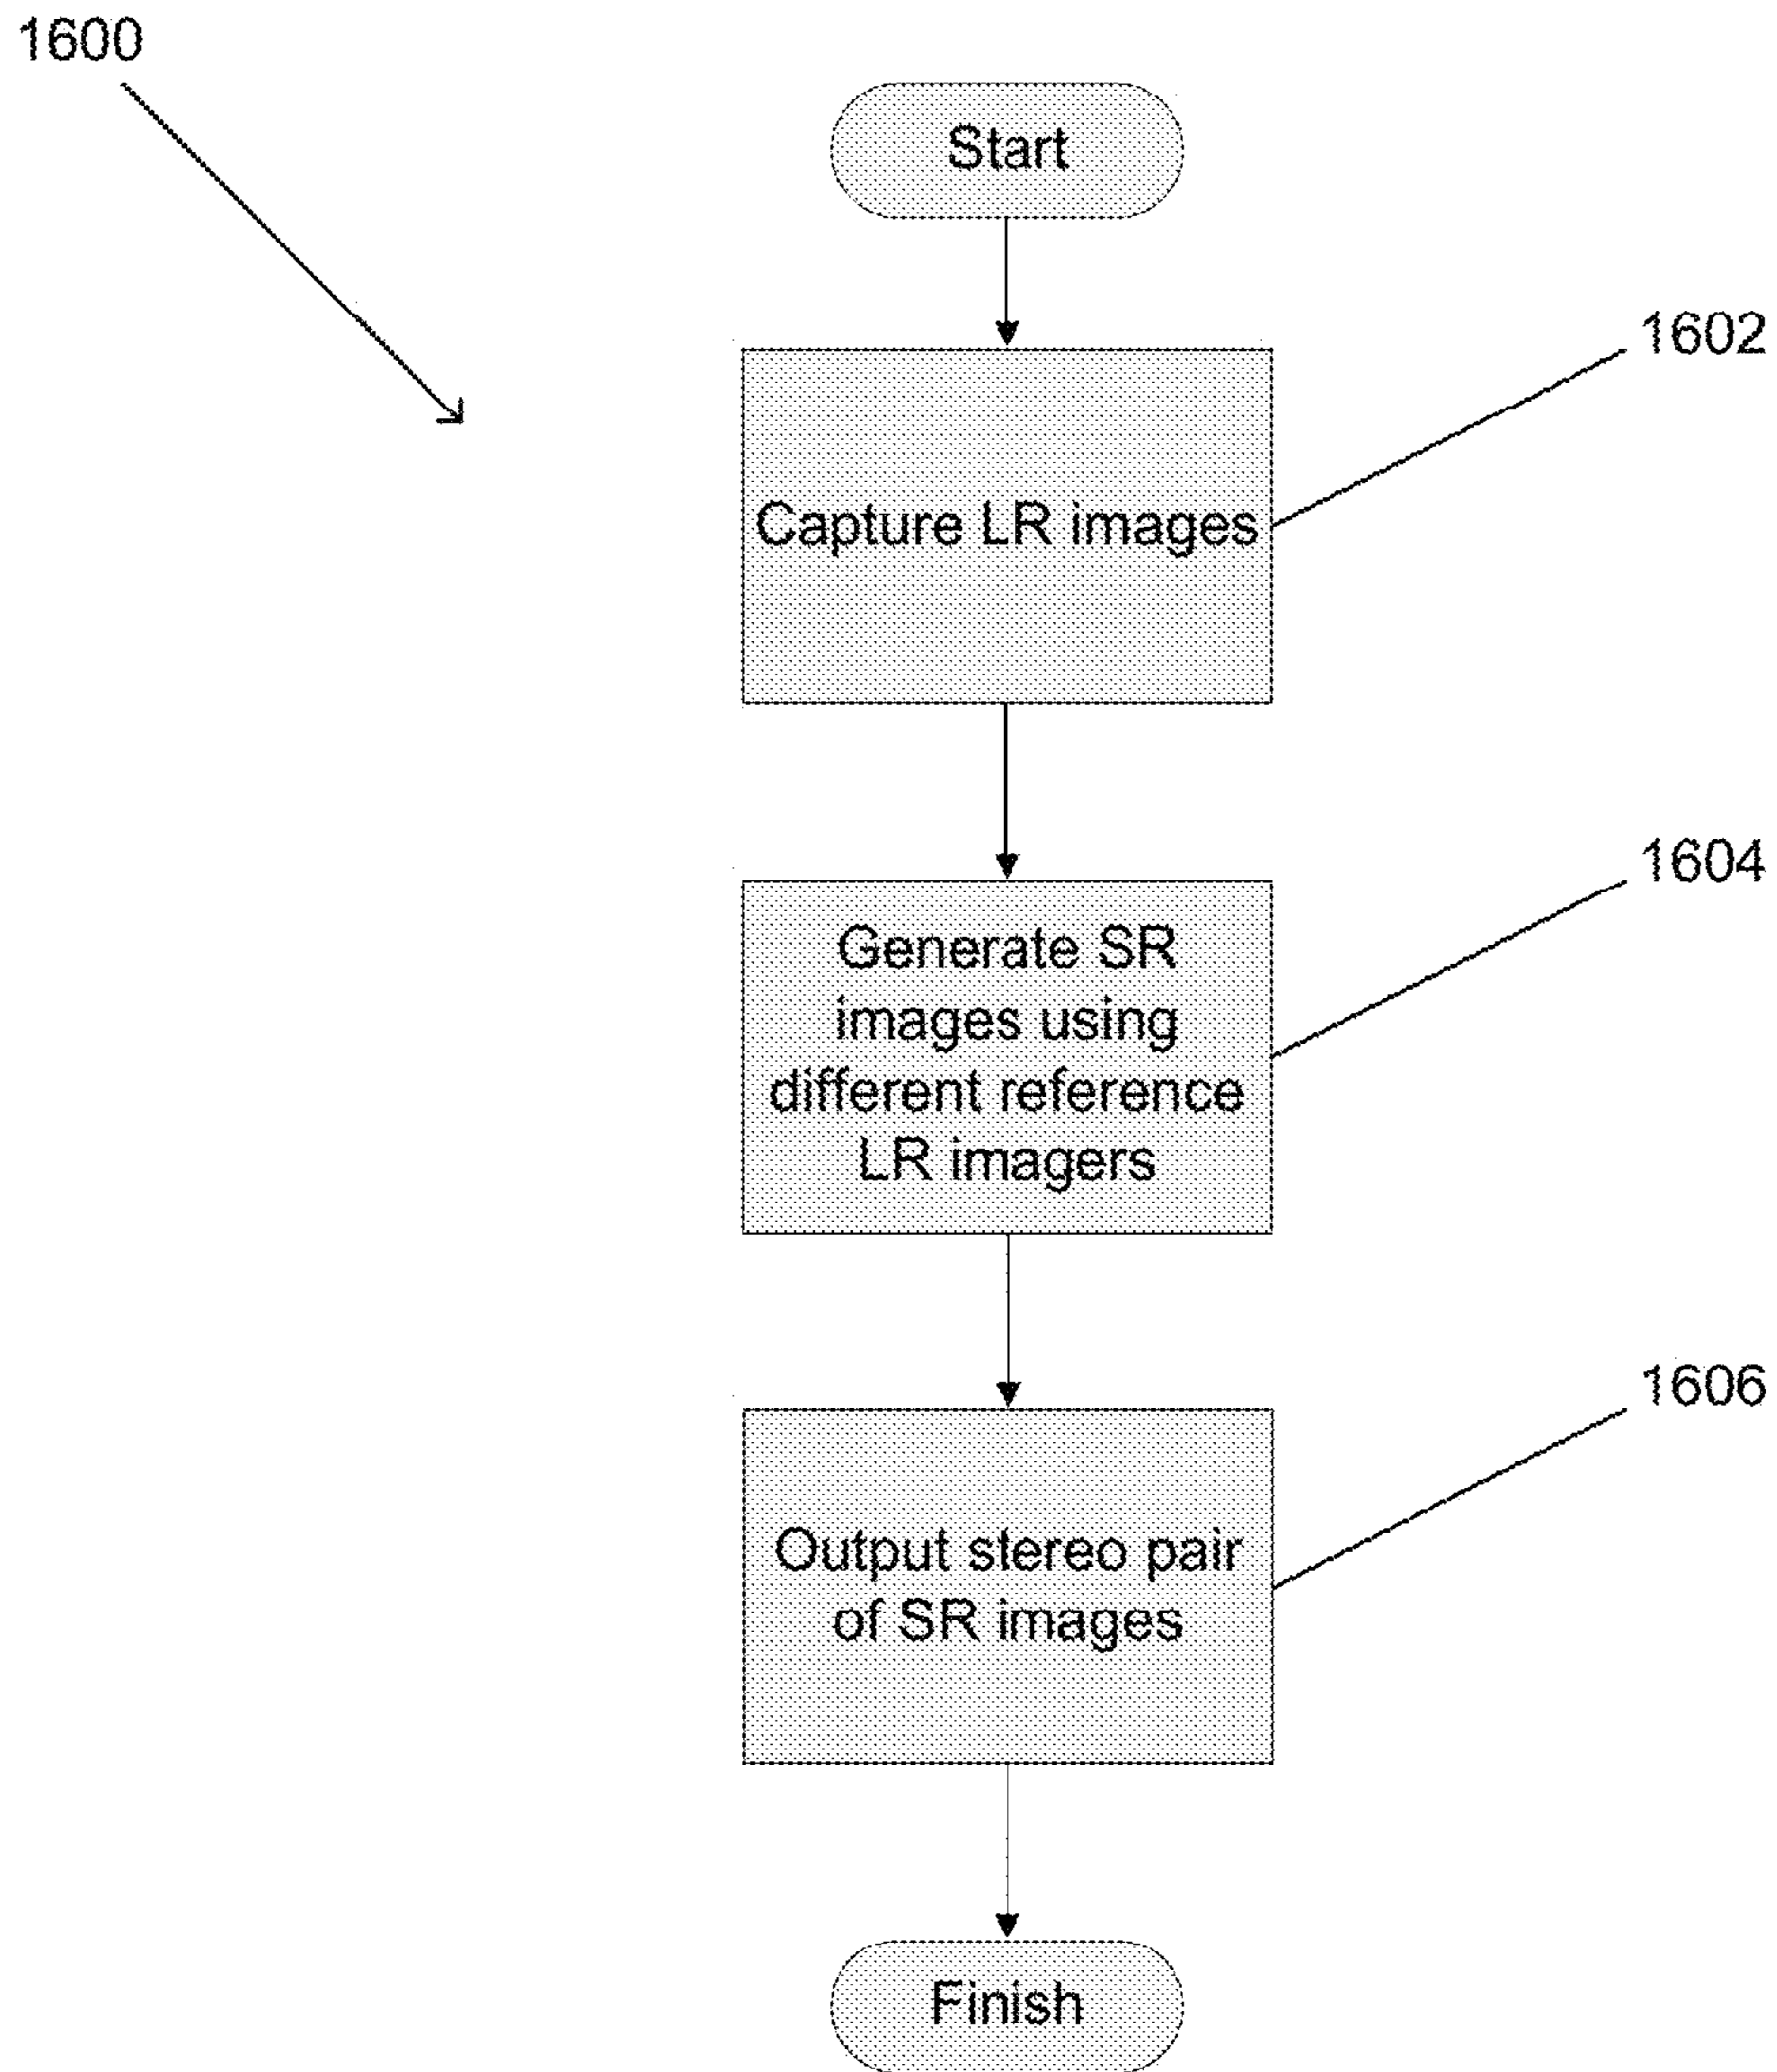 1600
Start
1602
Capture LR images
1604
Generate SR
images using
different reference
LR imagers
1606
Output stereo pair
of SR images
Finish